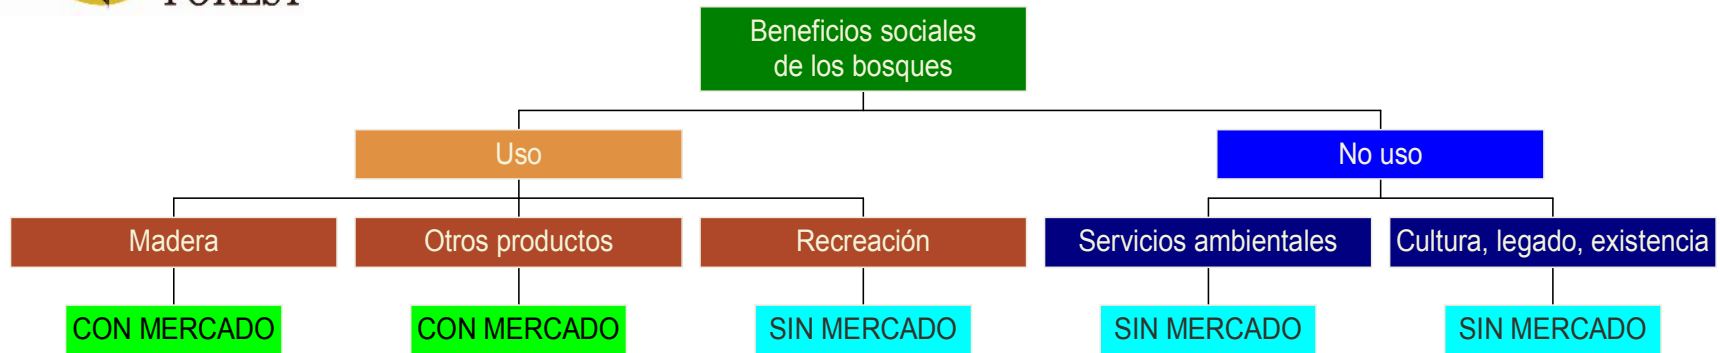 FOREST
Beneficios sociales
de los bosques
Uso
No uso
Madera
Otros productos
Recreación
Servicios ambientales
Cultura, legado, existencia
CON MERCADO
CON MERCADO
SIN MERCADO
SIN MERCADO
SIN MERCADO